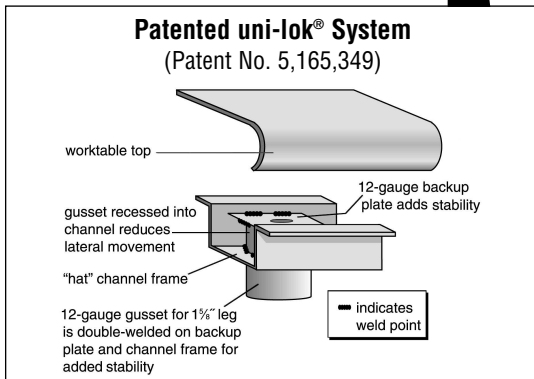 Patented uni-lok® System
(Patent No. 5,165,349)
worktable top
12-gauge backup
plate adds stability
gusset recessed into
channel reduces
lateral movement
“hat” channel frame
12-gauge gusset for 1⅝˝ leg
is double-welded on backup
plate and channel frame for
added stability
indicates
weld point